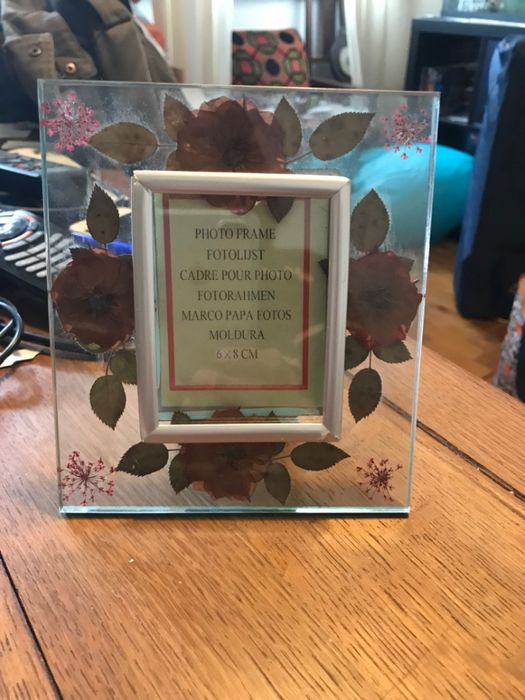 PHOTO FRAME
FOTOLIJST
CADRE POUR PHOTO
FOTORAHMEN
MARCO PAPA FOTOS
MOLDURA
6 X 8 CM